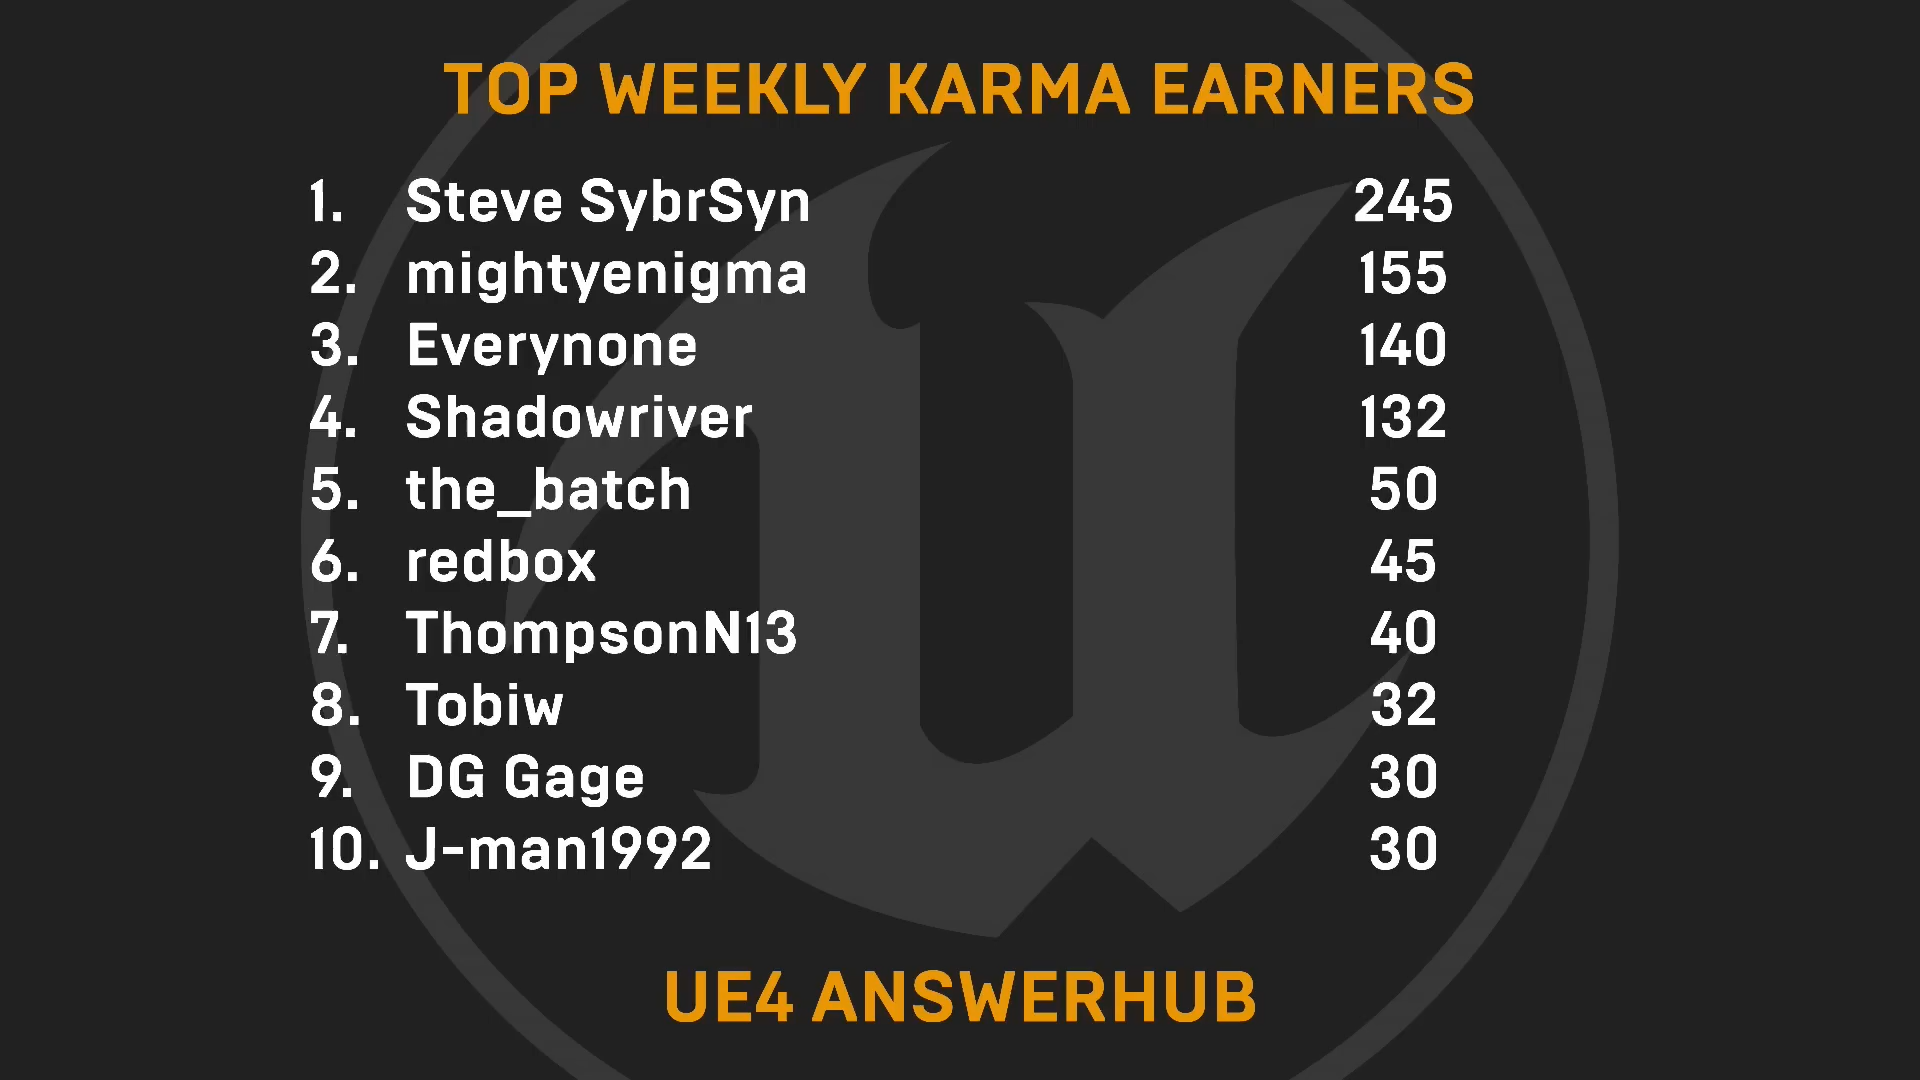 TOP WEEKLY KARMA EARNERS
1. Steve SybrSyn 245
2. mightyenigma 155
3. Everynone 140
4. Shadowriver 132
5. the_batch 50
6. redbox 45
7. ThompsonN13 40
8. Tobiw 32
9. DG Gage 30
10. J-man1992 30
UE4 ANSWERHUB